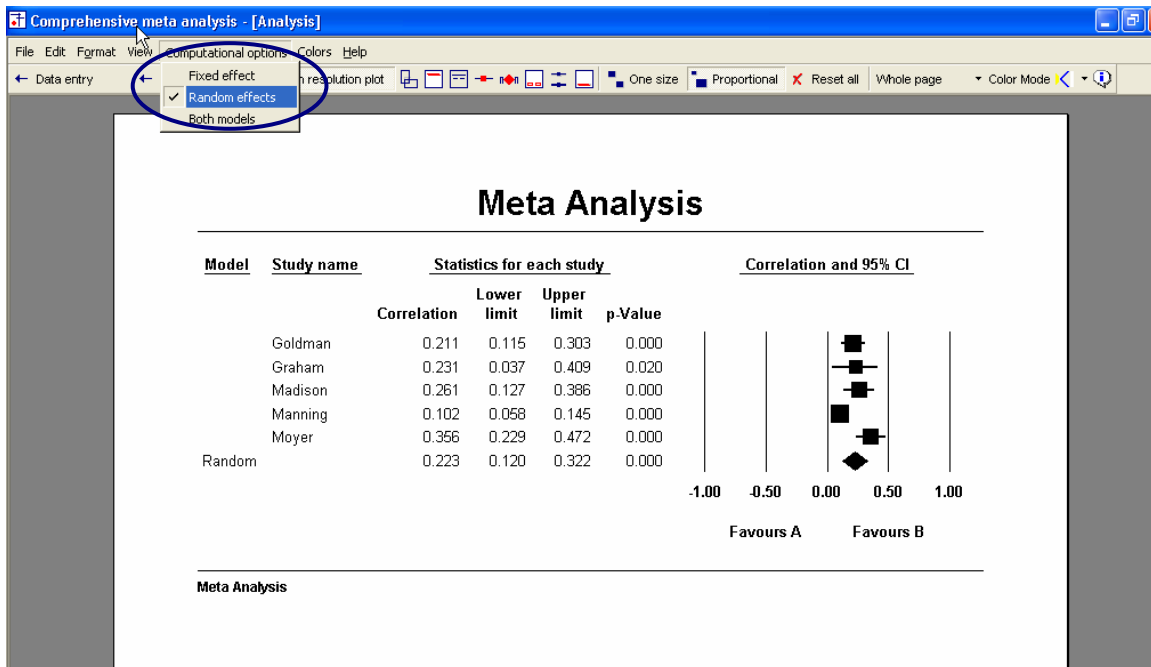 Comprehensive meta analysis - [Analysis]
File Edit Format View Computational options Colors Help
Data entry resolution plot One size Proportional Reset all Whole page Color Mode
Fixed effect
Random effects
Both models
Meta Analysis
Model Study name Statistics for each study Correlation and 95% CI
Lower Upper
Correlation limit limit p-Value
Goldman 0.211 0.115 0.303 0.000
Graham 0.231 0.037 0.409 0.020
Madison 0.261 0.127 0.386 0.000
Manning 0.102 0.058 0.145 0.000
Moyer 0.356 0.229 0.472 0.000
Random 0.223 0.120 0.322 0.000
-1.00 -0.50 0.00 0.50 1.00
Favours A Favours B
Meta Analysis